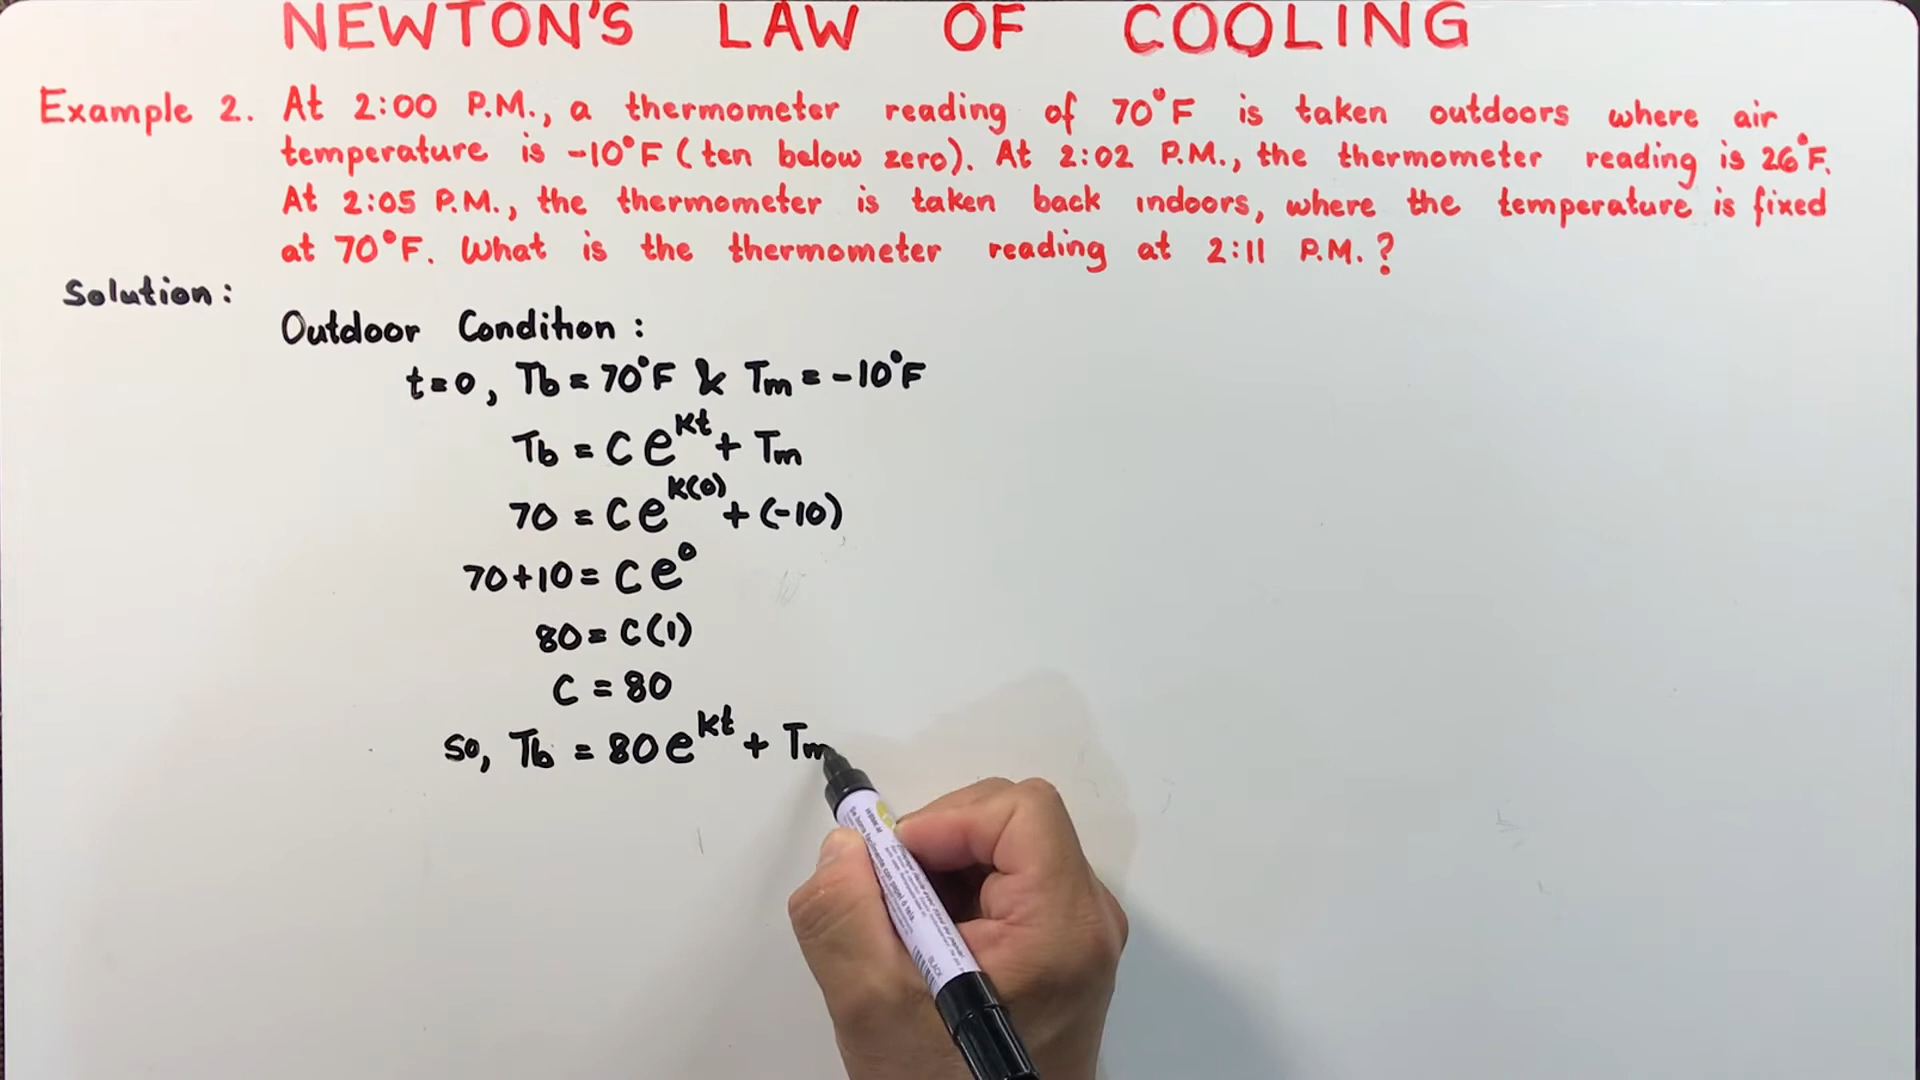 NEWTON'S LAW OF COOLING
Example 2. At 2:00 P.M., a thermometer reading of 70°F is taken outdoors where air
temperature is -10°F (ten below zero). At 2:02 P.M., the thermometer reading is 26°F.
At 2:05 P.M., the thermometer is taken back indoors, where the temperature is fixed
at 70°F. What is the thermometer reading at 2:11 P.M.?
Solution:
Outdoor Condition:
t=0, Tb = 70°F & Tm = -10°F
Tb = Ce^kt + Tm
70 = Ce^k(0) + (-10)
70+10 = Ce^0
80 = C(1)
C = 80
so, Tb = 80e^kt + Tm
BLACK